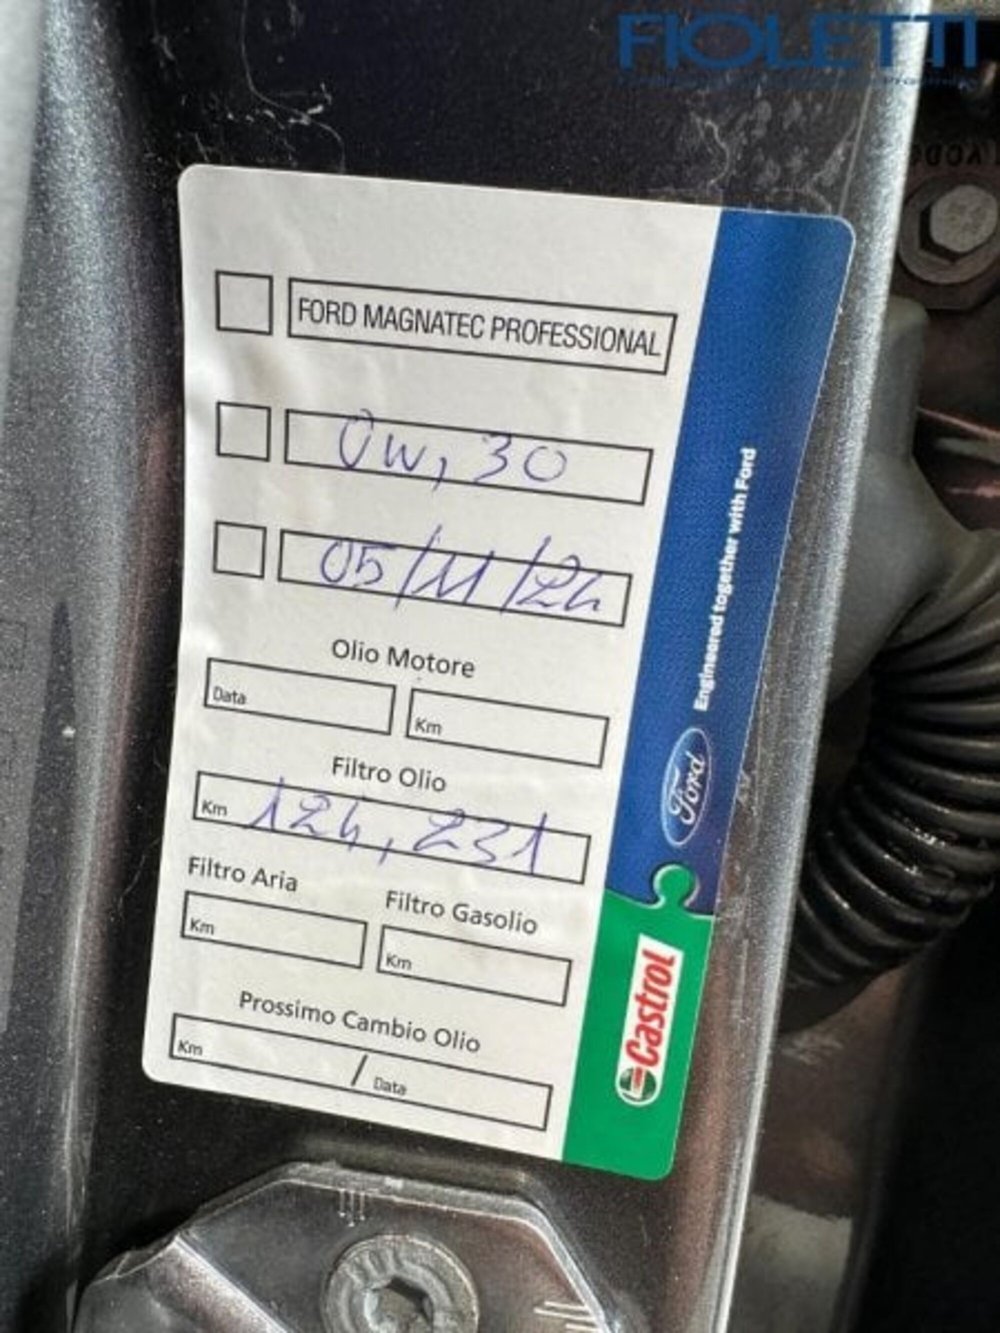 FIOLETTI
FORD MAGNATEC PROFESSIONAL
0W,30
05/11/24
Olio Motore
Data
Km
Filtro Olio
Km 124,231
Filtro Aria
Filtro Gasolio
Km
Km
Prossimo Cambio Olio
Km / Data
Engineered together with Ford
Ford
Castrol